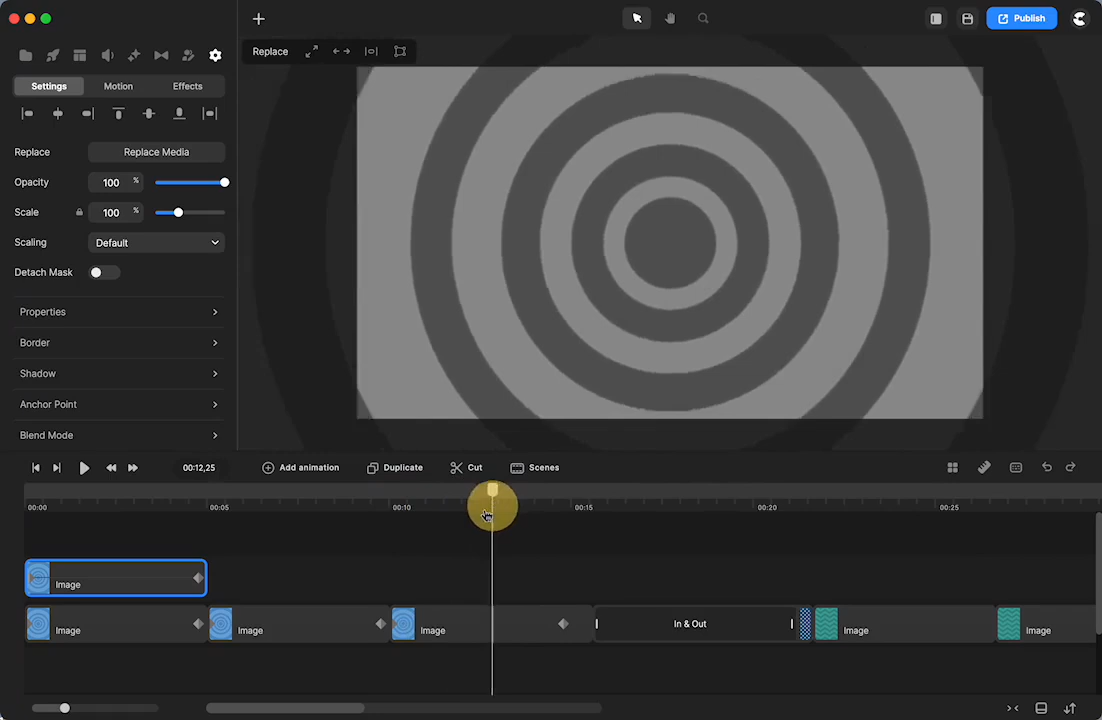 Publish
Replace
Settings Motion Effects
Replace Replace Media
Opacity 100 %
Scale 100 %
Scaling Default
Detach Mask
Properties
Border
Shadow
Anchor Point
Blend Mode
00:12,25 Add animation Duplicate Cut Scenes
00:00 00:05 00:10 00:15 00:20 00:25
Image
Image Image Image In & Out Image Image